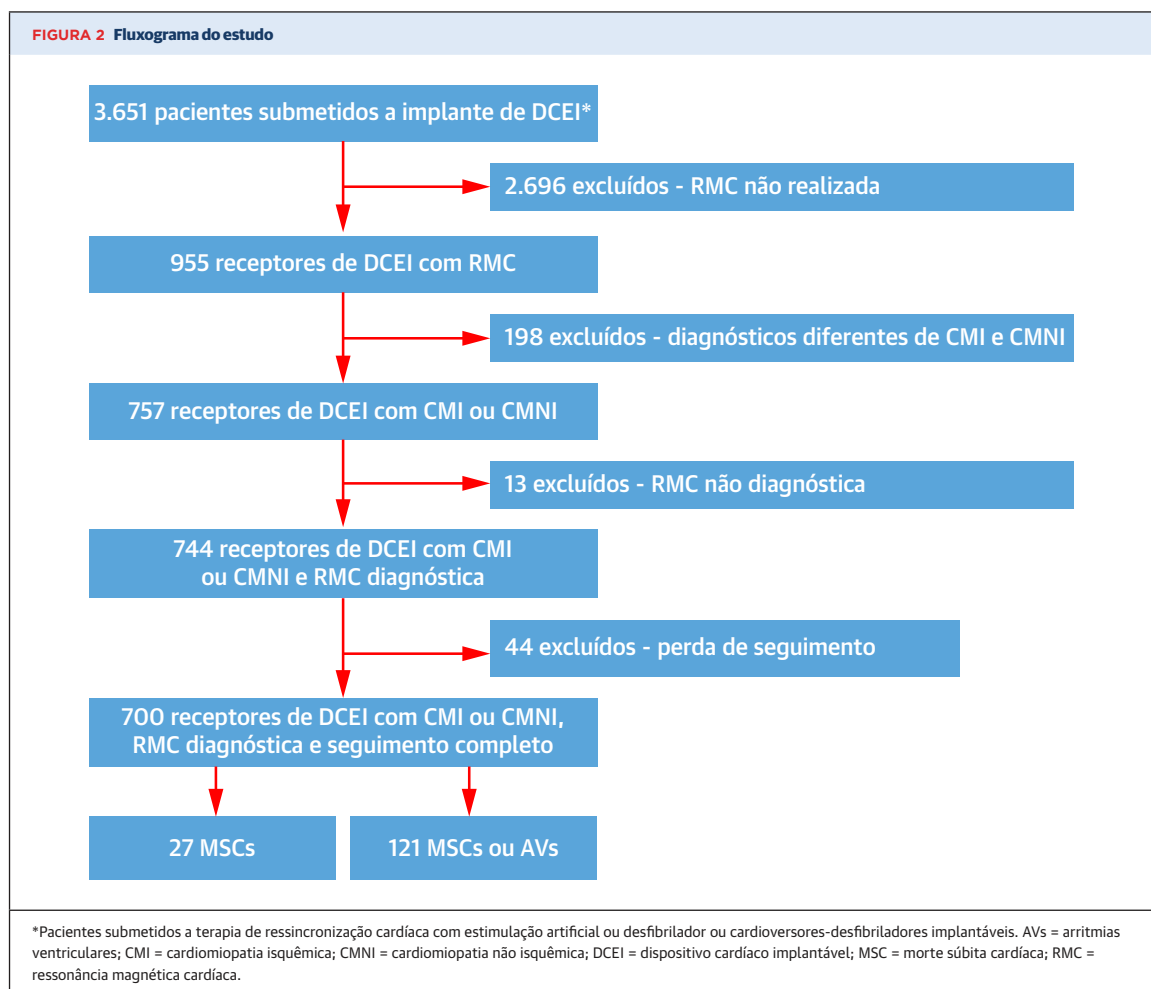 FIGURA 2 Fluxograma do estudo
3.651 pacientes submetidos a implante de DCEI*
2.696 excluídos - RMC não realizada
955 receptores de DCEI com RMC
198 excluídos - diagnósticos diferentes de CMI e CMNI
757 receptores de DCEI com CMI ou CMNI
13 excluídos - RMC não diagnóstica
744 receptores de DCEI com CMI
ou CMNI e RMC diagnóstica
44 excluídos - perda de seguimento
700 receptores de DCEI com CMI ou CMNI,
RMC diagnóstica e seguimento completo
27 MSCs
121 MSCs ou AVs
*Pacientes submetidos a terapia de ressincronização cardíaca com estimulação artificial ou desfibrilador ou cardioversores-desfibriladores implantáveis. AVs = arritmias
ventriculares; CMI = cardiomiopatia isquêmica; CMNI = cardiomiopatia não isquêmica; DCEI = dispositivo cardíaco implantável; MSC = morte súbita cardíaca; RMC =
ressonância magnética cardíaca.